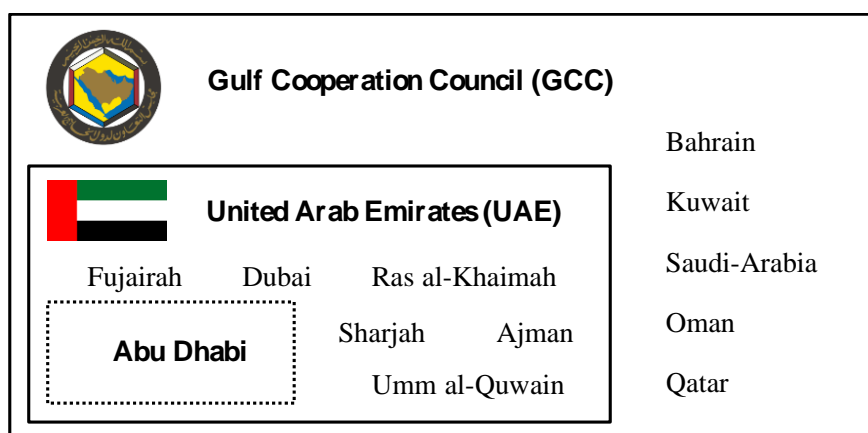 Gulf Cooperation Council (GCC)
Bahrain
United Arab Emirates (UAE)
Kuwait
Fujairah Dubai Ras al-Khaimah
Saudi-Arabia
Abu Dhabi
Sharjah Ajman
Oman
Umm al-Quwain
Qatar